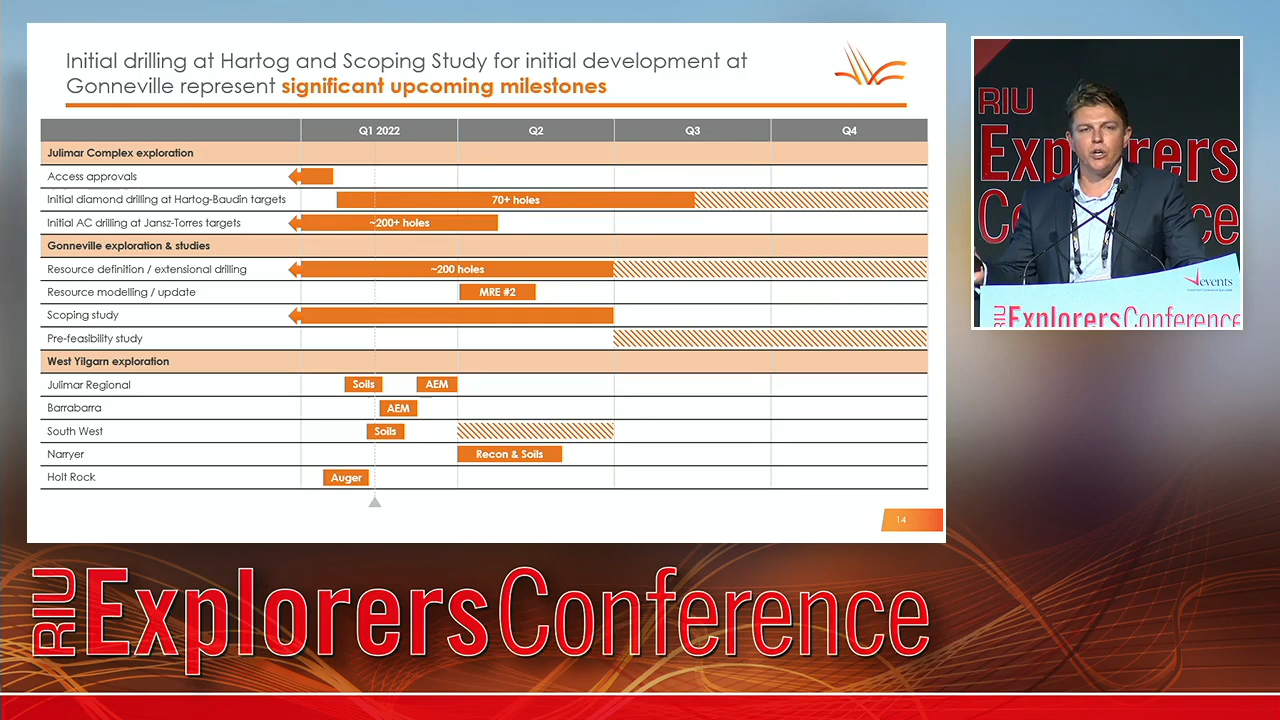 Initial drilling at Hartog and Scoping Study for initial development at
Gonneville represent significant upcoming milestones
Q1 2022 Q2 Q3 Q4
Julimar Complex exploration
Access approvals
Initial diamond drilling at Hartog-Baudin targets 70+ holes
Initial AC drilling at Jansz-Torres targets ~200+ holes
Gonneville exploration & studies
Resource definition / extensional drilling ~200 holes
Resource modelling / update MRE #2
Scoping study
Pre-feasibility study
West Yilgarn exploration
Julimar Regional Soils AEM
Barrabarra AEM
South West Soils
Narryer Recon & Soils
Holt Rock Auger
14
RIU
Explorers
Conference
events
RIU ExplorersConference
RIU ExplorersConference